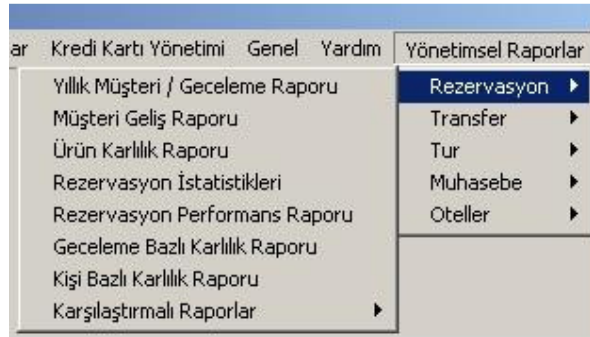 ar Kredi Kartı Yönetimi Genel Yardım Yönetimsel Raporlar
Yıllık Müşteri / Geceleme Raporu
Müşteri Geliş Raporu
Ürün Karlılık Raporu
Rezervasyon İstatistikleri
Rezervasyon Performans Raporu
Geceleme Bazlı Karlılık Raporu
Kişi Bazlı Karlılık Raporu
Karşılaştırmalı Raporlar
Rezervasyon
Transfer
Tur
Muhasebe
Oteller